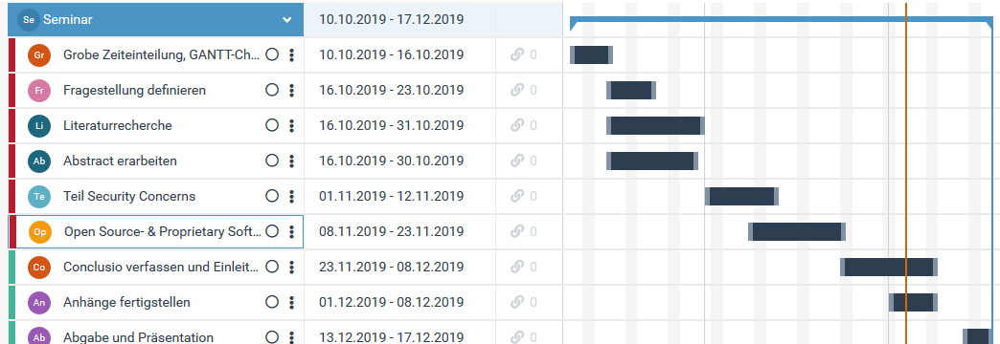 Se Seminar 10.10.2019 - 17.12.2019
Gr Grobe Zeiteinteilung, GANTT-Ch... 10.10.2019 - 16.10.2019 0
Fr Fragestellung definieren 16.10.2019 - 23.10.2019 0
Li Literaturrecherche 16.10.2019 - 31.10.2019 0
Ab Abstract erarbeiten 16.10.2019 - 30.10.2019 0
Te Teil Security Concerns 01.11.2019 - 12.11.2019 0
Op Open Source- & Proprietary Soft... 08.11.2019 - 23.11.2019 0
Co Conclusio verfassen und Einleit... 23.11.2019 - 08.12.2019 0
An Anhänge fertigstellen 01.12.2019 - 08.12.2019 0
Ab Abgabe und Präsentation 13.12.2019 - 17.12.2019 0